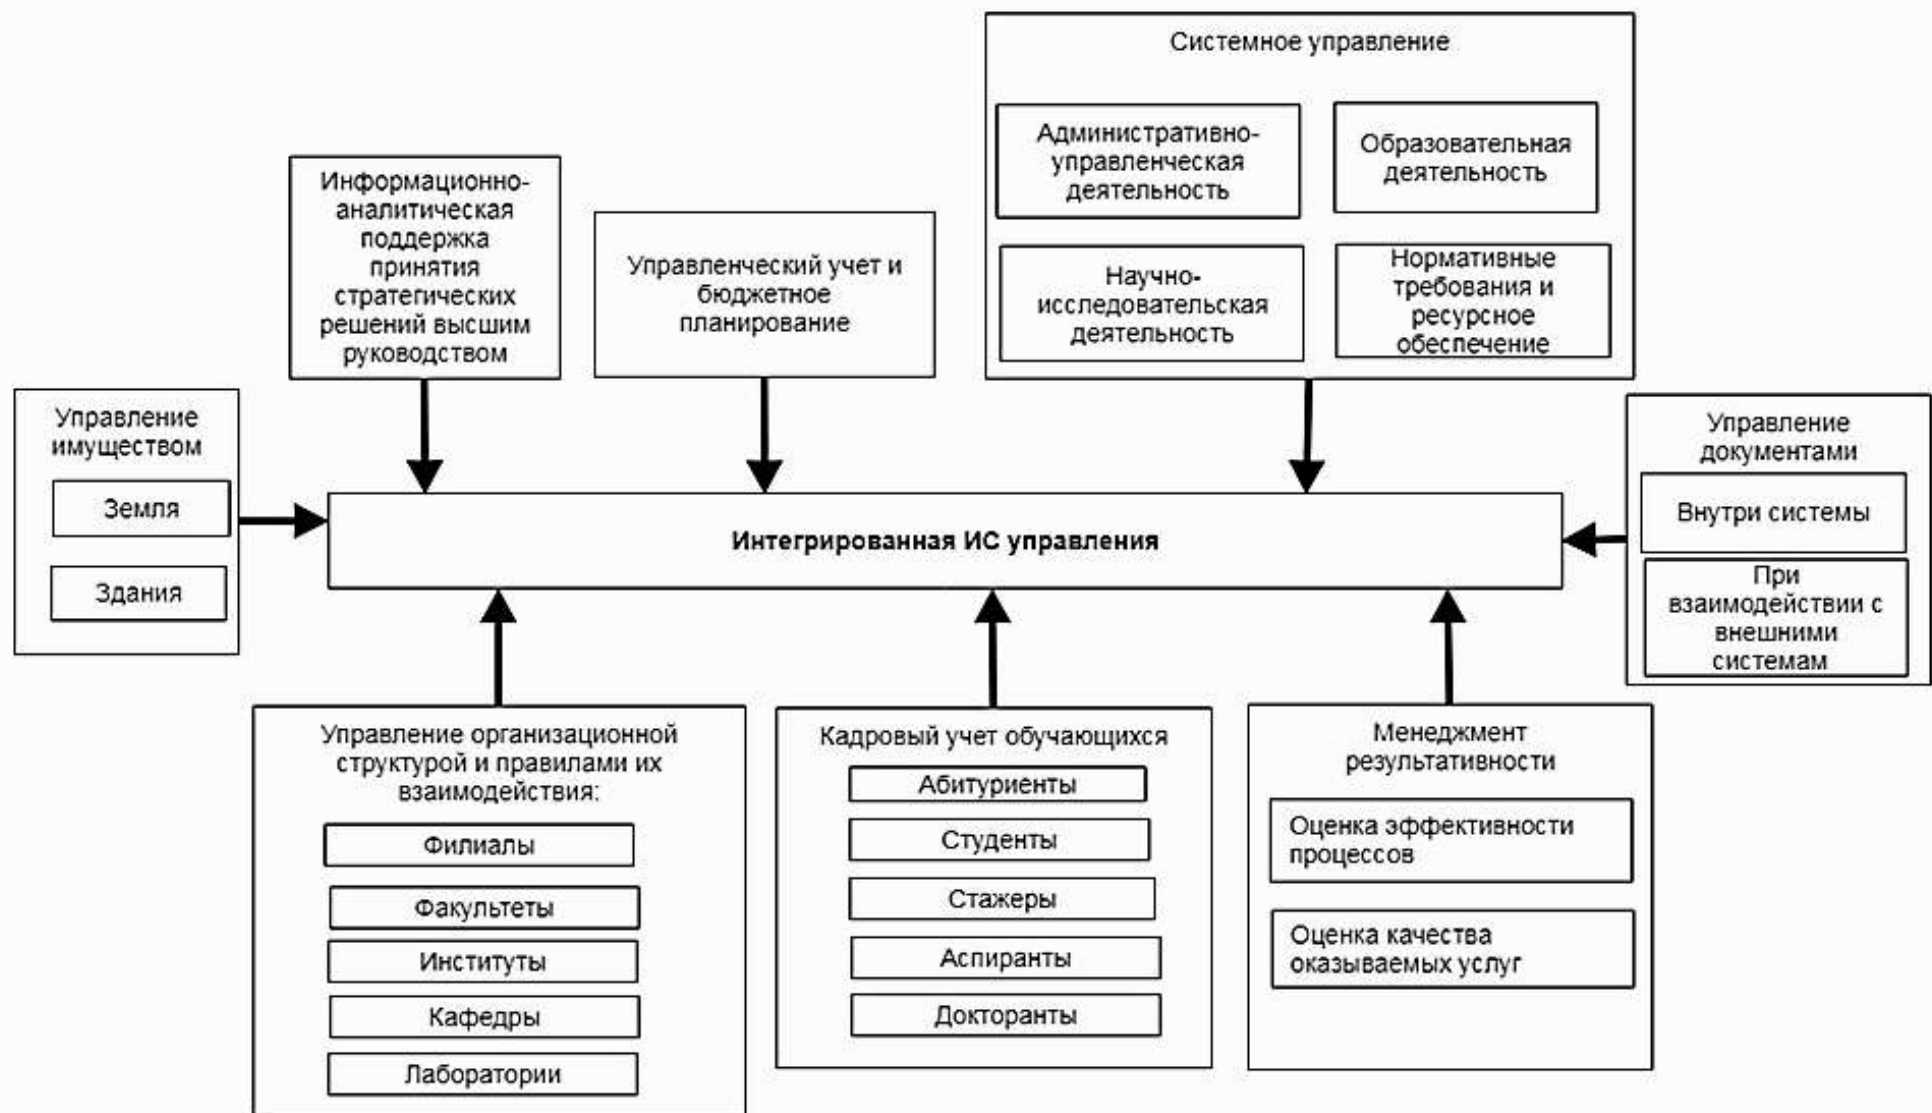 Системное управление
Административно-
управленческая
деятельность
Образовательная
деятельность
Научно-
исследовательская
деятельность
Нормативные
требования и
ресурсное
обеспечение
Информационно-
аналитическая
поддержка
принятия
стратегических
решений высшим
руководством
Управленческий учет и
бюджетное
планирование
Управление
имуществом
Земля
Здания
Интегрированная ИС управления
Управление
документами
Внутри системы
При
взаимодействии с
внешними
системам
Управление организационной
структурой и правилами их
взаимодействия:
Филиалы
Факультеты
Институты
Кафедры
Лаборатории
Кадровый учет обучающихся
Абитуриенты
Студенты
Стажеры
Аспиранты
Докторанты
Менеджмент
результативности
Оценка эффективности
процессов
Оценка качества
оказываемых услуг